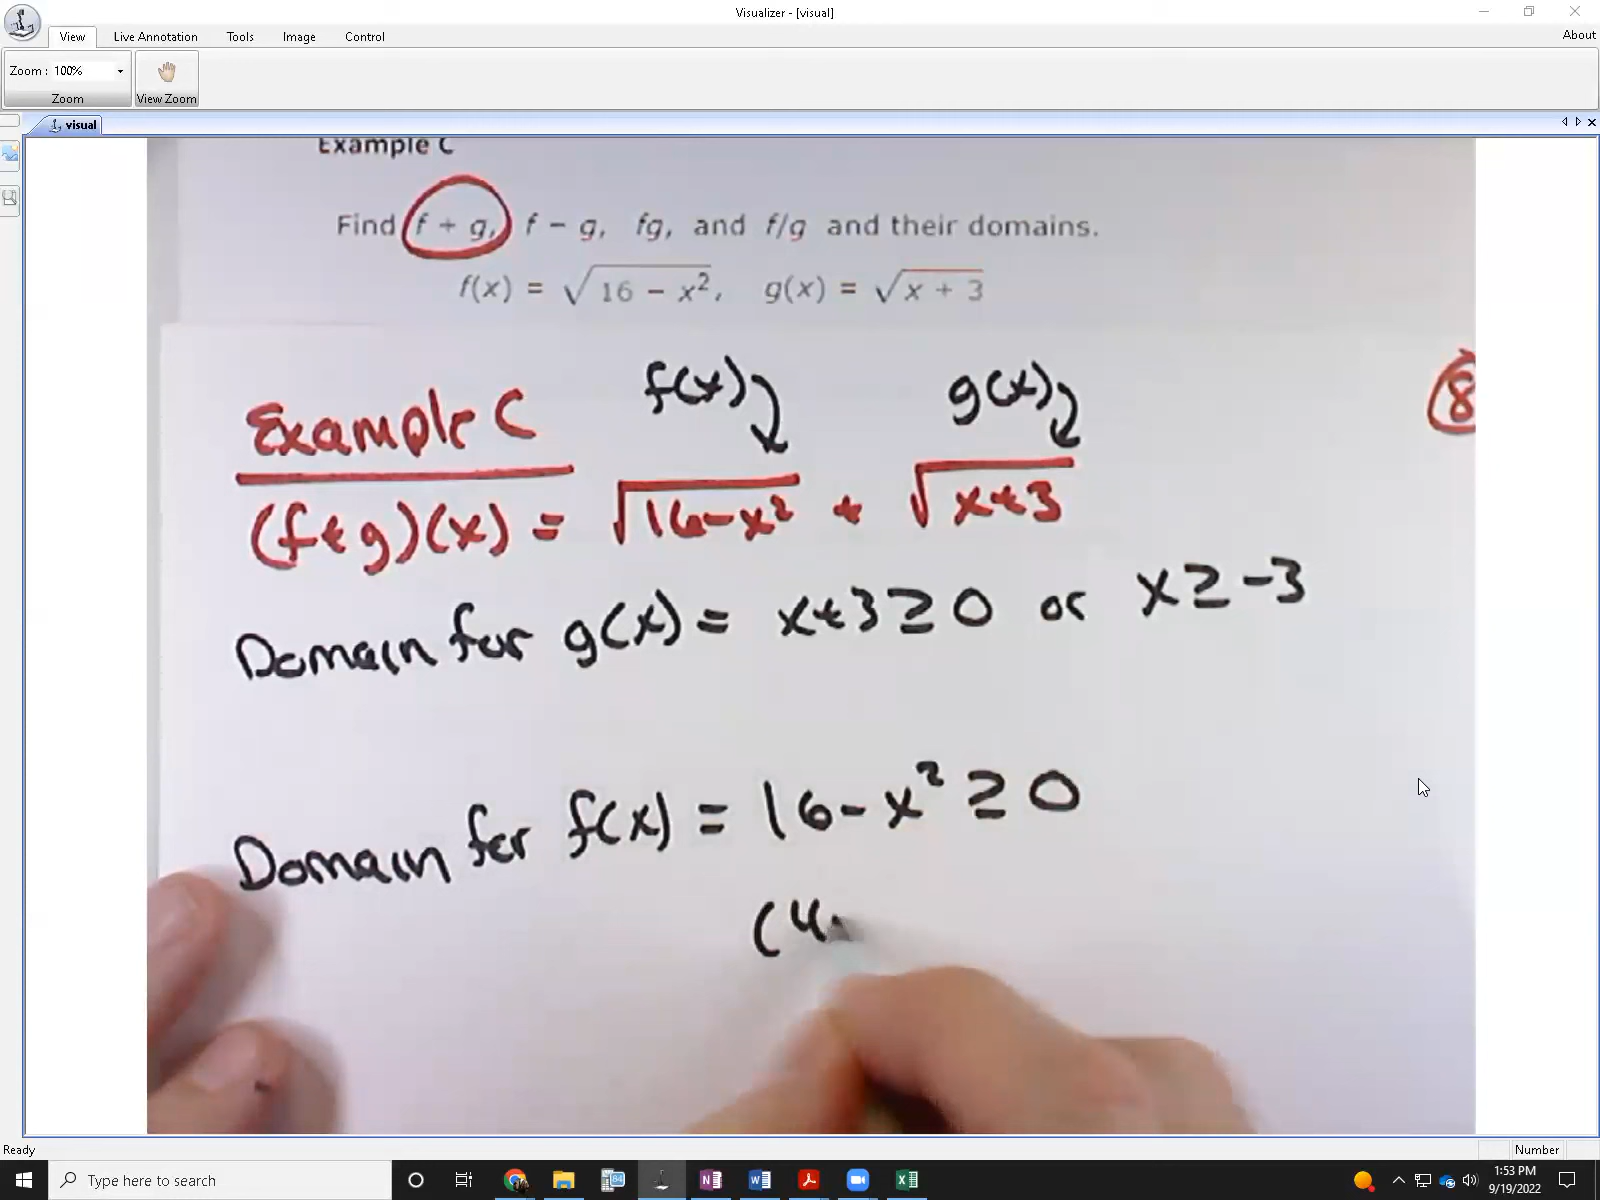 Visualizer - [visual]
View Live Annotation Tools Image Control About
Zoom : 100%
Zoom View Zoom
visual
Example C
Find f + g, f − g, fg, and f/g and their domains.
f(x) = √16 − x², g(x) = √x + 3
f(x) g(x)
Example C 8
(f+g)(x) = √16-x² + √x+3
Domain for g(x) = x+3 ≥ 0 or x ≥ -3
Domain for f(x) = 16-x² ≥ 0
(4
Ready Number
Type here to search
1:53 PM
9/19/2022